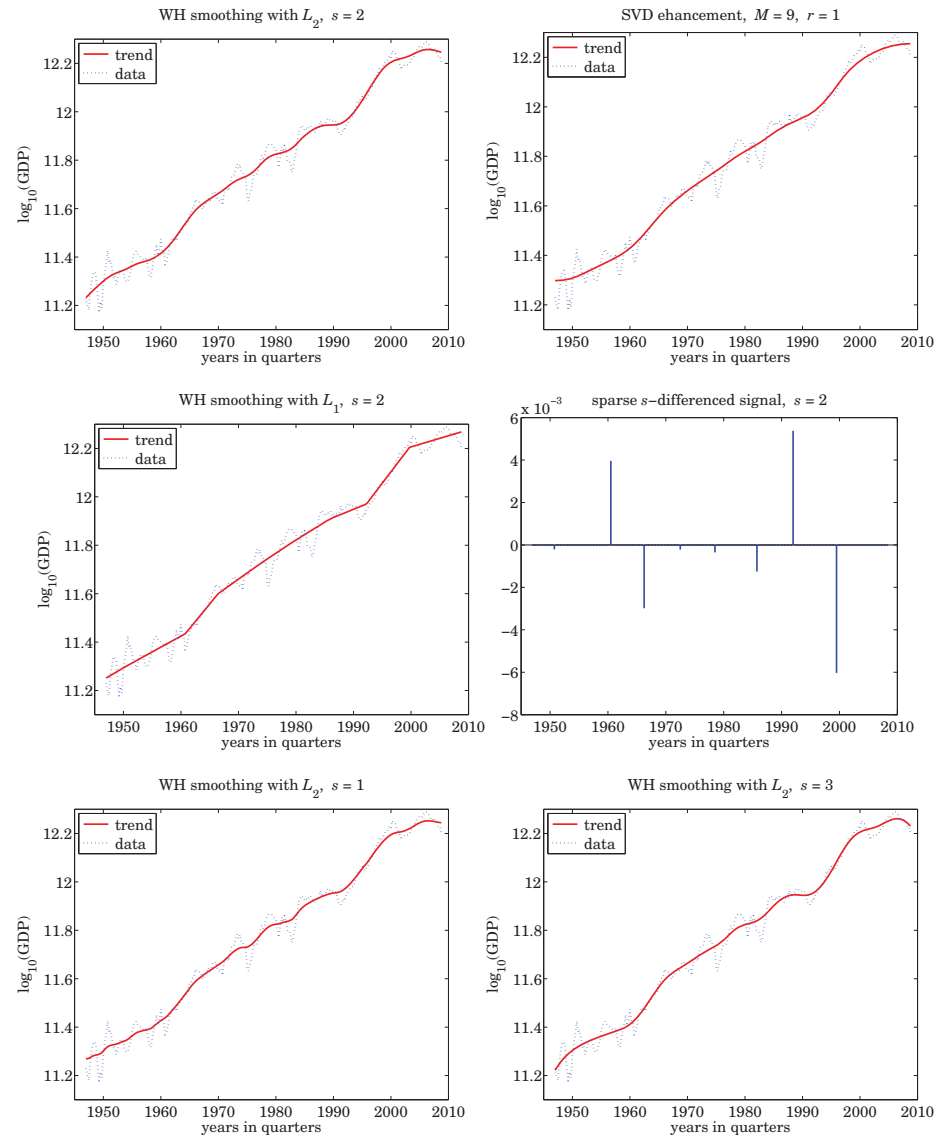 WH smoothing with L2, s = 2
trend
data
log10(GDP)
12.2
12
11.8
11.6
11.4
11.2
1950 1960 1970 1980 1990 2000 2010
years in quarters
SVD ehancement, M = 9, r = 1
trend
data
log10(GDP)
12.2
12
11.8
11.6
11.4
11.2
1950 1960 1970 1980 1990 2000 2010
years in quarters
WH smoothing with L1, s = 2
trend
data
log10(GDP)
12.2
12
11.8
11.6
11.4
11.2
1950 1960 1970 1980 1990 2000 2010
years in quarters
sparse s−differenced signal, s = 2
x 10−3
6
4
2
0
−2
−4
−6
−8
1950 1960 1970 1980 1990 2000 2010
years in quarters
WH smoothing with L2, s = 1
trend
data
log10(GDP)
12.2
12
11.8
11.6
11.4
11.2
1950 1960 1970 1980 1990 2000 2010
years in quarters
WH smoothing with L2, s = 3
trend
data
log10(GDP)
12.2
12
11.8
11.6
11.4
11.2
1950 1960 1970 1980 1990 2000 2010
years in quarters